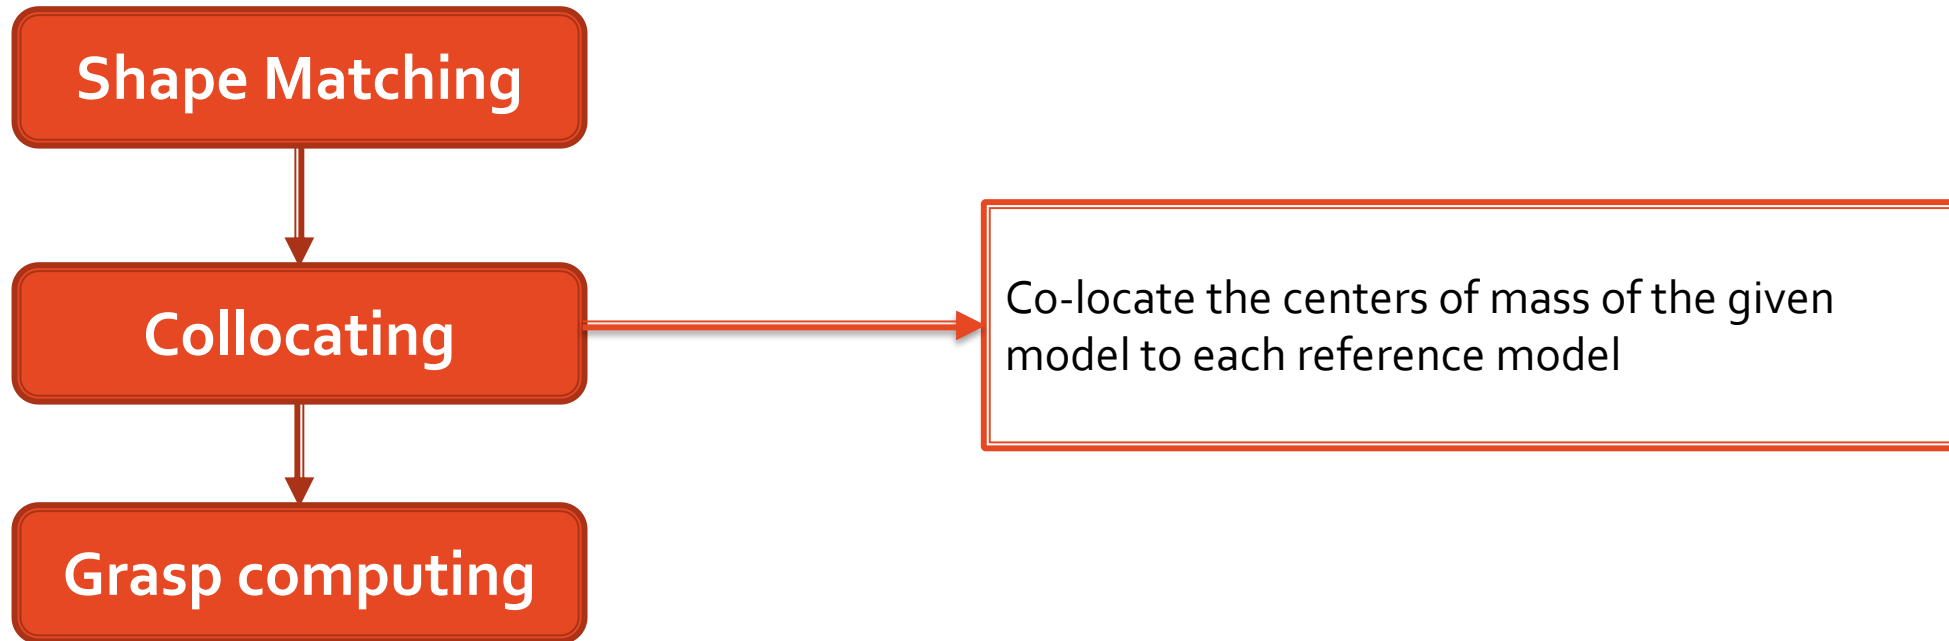 Shape Matching
Collocating
Co-locate the centers of mass of the given
model to each reference model
Grasp computing